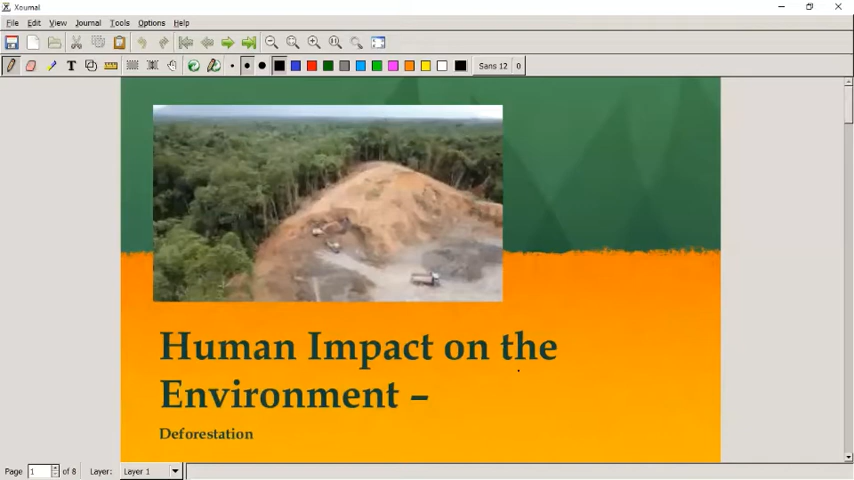 Xournal
File Edit View Journal Tools Options Help
Sans 12 0
Human Impact on the
Environment –
Deforestation
Page 1 of 8 Layer: Layer 1